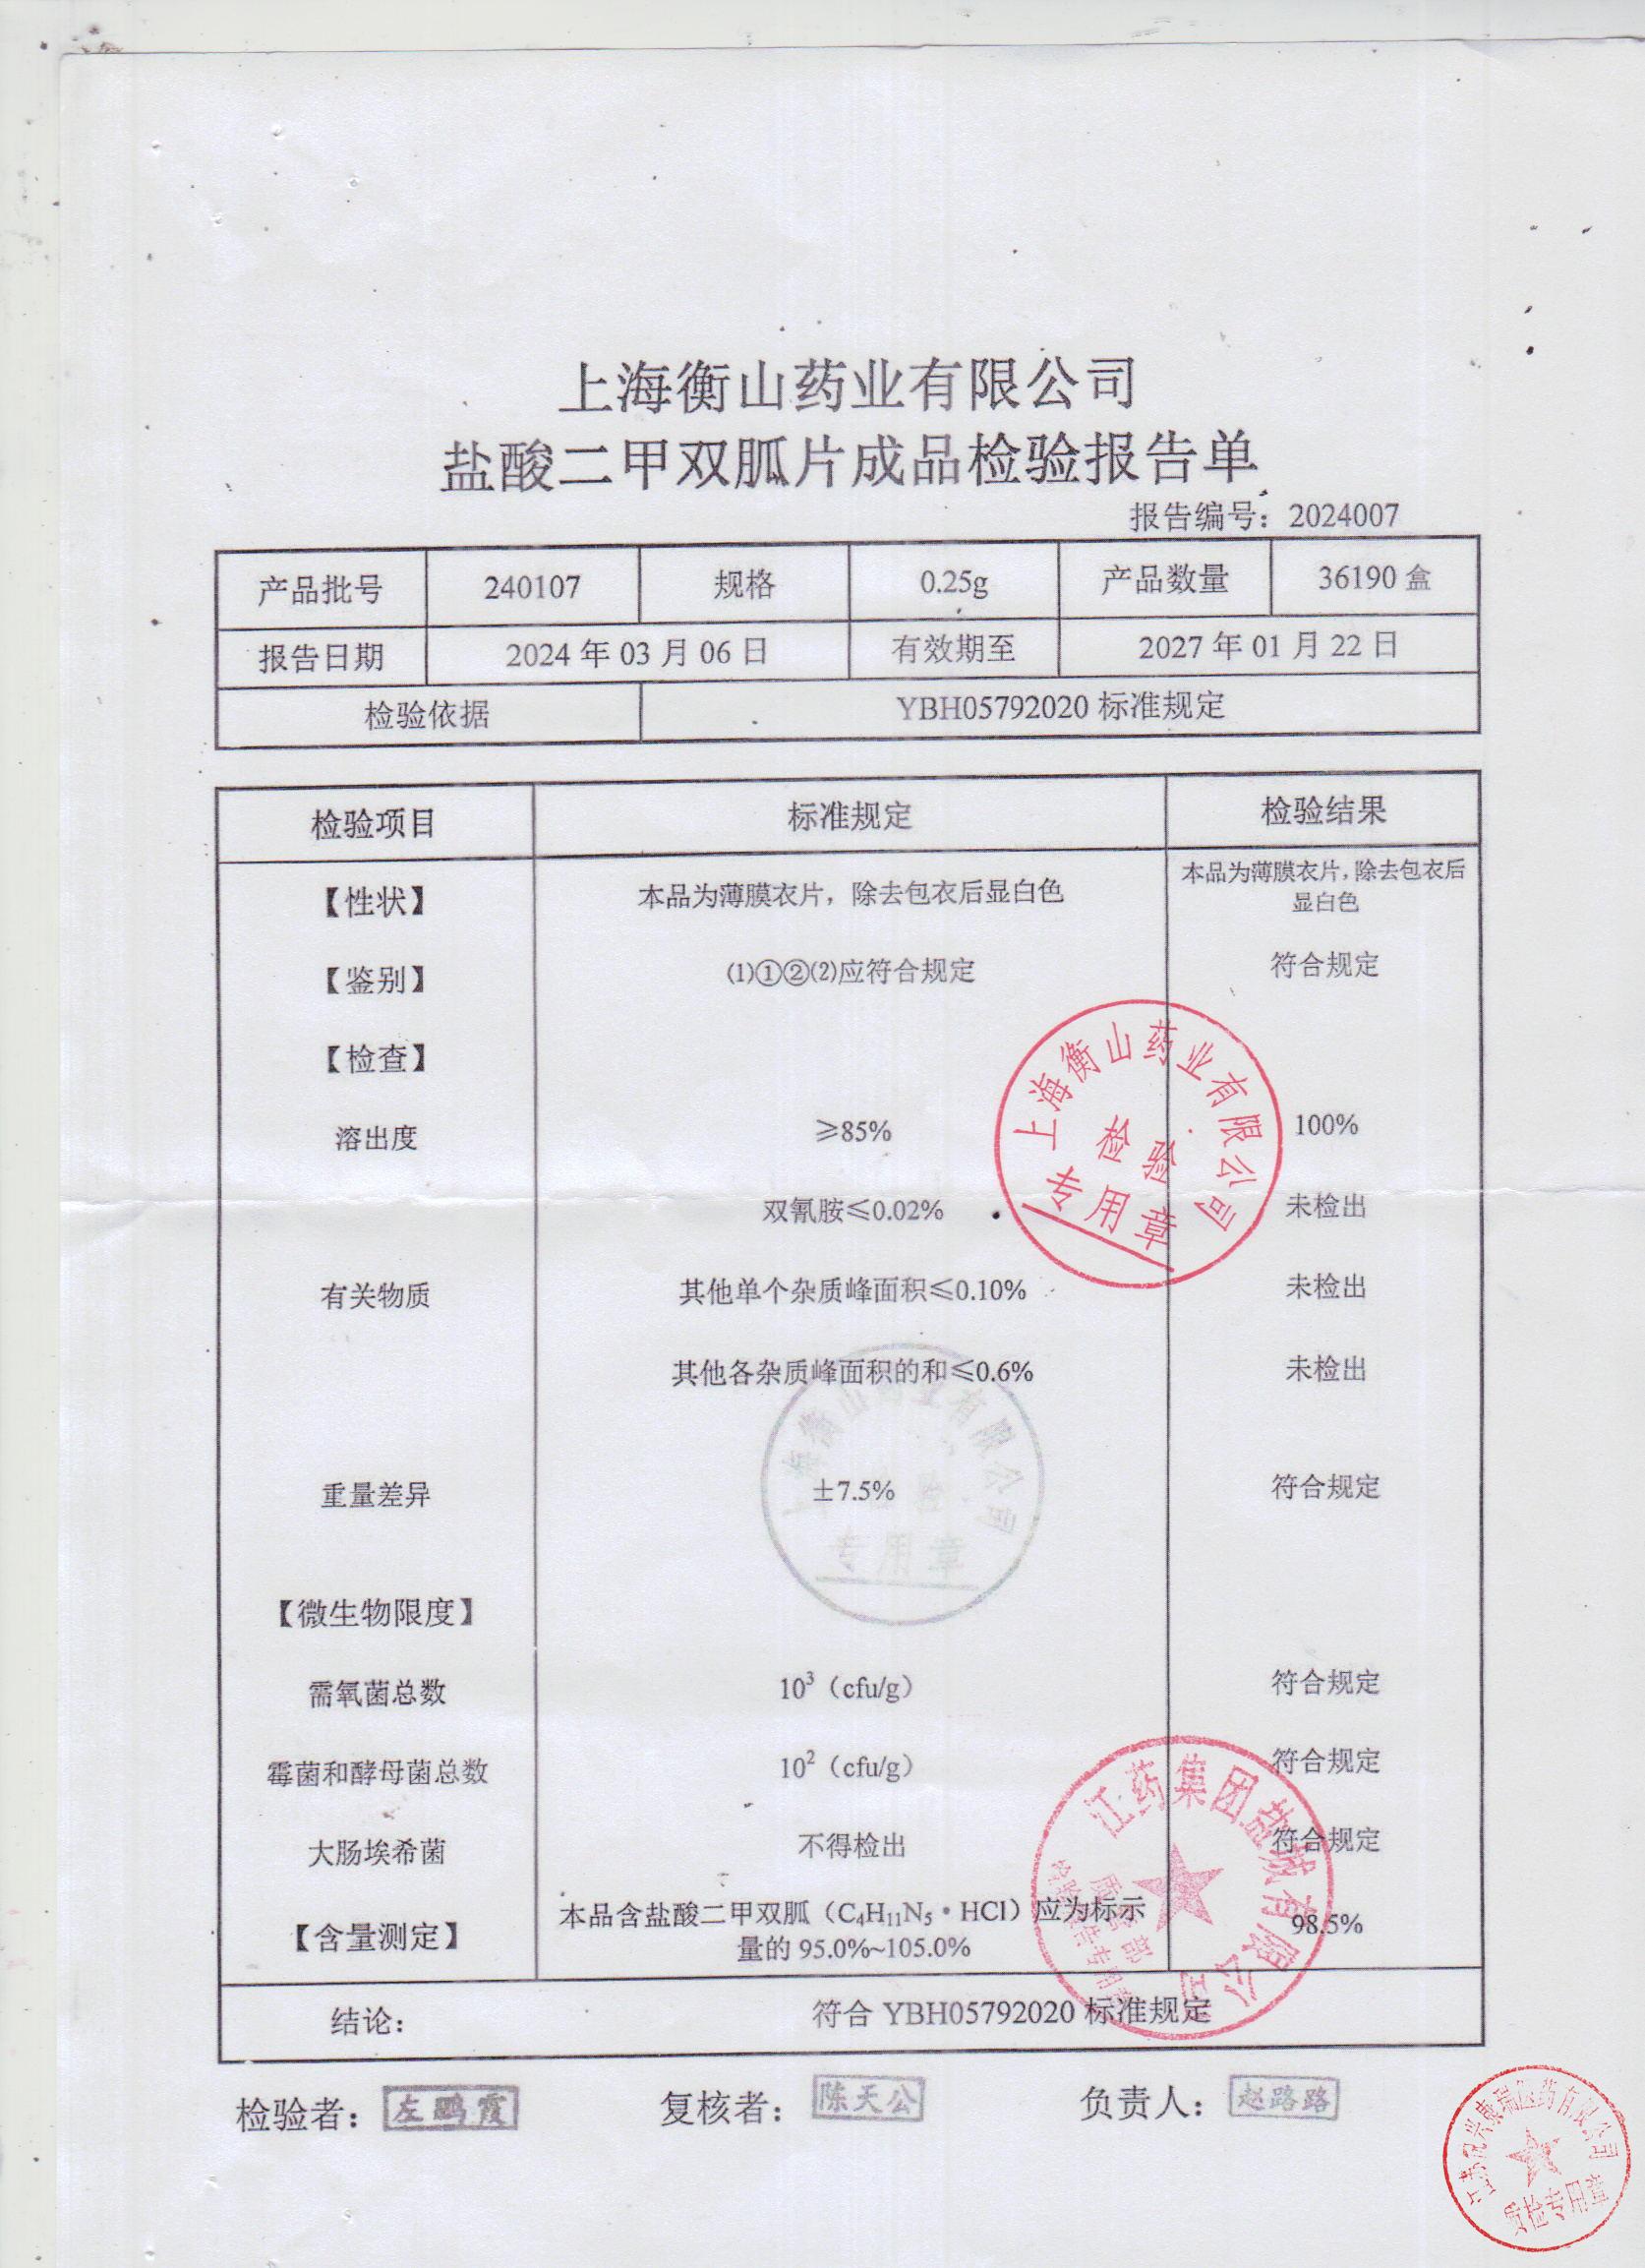 上海衡山药业有限公司
盐酸二甲双胍片成品检验报告单
报告编号：2024007
产品批号 240107 规格 0.25g 产品数量 36190 盒
报告日期 2024 年 03 月 06 日 有效期至 2027 年 01 月 22 日
检验依据 YBH05792020 标准规定
检验项目 标准规定 检验结果
【性状】 本品为薄膜衣片，除去包衣后显白色 本品为薄膜衣片，除去包衣后
显白色
【鉴别】 ⑴①②⑵应符合规定 符合规定
【检查】
溶出度 ≥85% 100%
双氰胺≤0.02% 未检出
有关物质 其他单个杂质峰面积≤0.10% 未检出
其他各杂质峰面积的和≤0.6% 未检出
重量差异 ±7.5% 符合规定
【微生物限度】
需氧菌总数 10³（cfu/g） 符合规定
霉菌和酵母菌总数 10²（cfu/g） 符合规定
大肠埃希菌 不得检出 符合规定
【含量测定】 本品含盐酸二甲双胍（C₄H₁₁N₅·HCl）应为标示 98.5%
量的 95.0%~105.0%
结论： 符合 YBH05792020 标准规定
检验者： 左鹏霞 复核者： 陈天公 负责人： 赵路路
上海衡山药业有限公司
检验
专用章
江药集团盐城有限公司
质管部